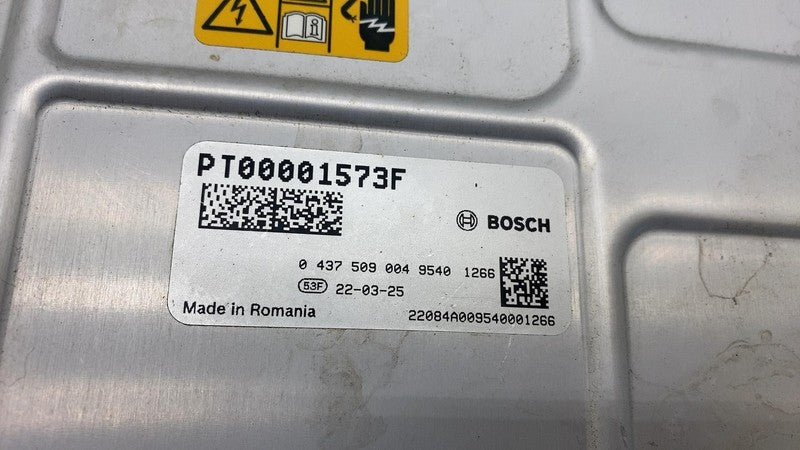 PT00001573F
BOSCH
0 437 509 004 9540 1266
53F 22-03-25
Made in Romania
22084A009540001266